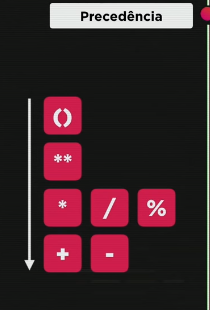 Precedência
()
**
* / %
+ -